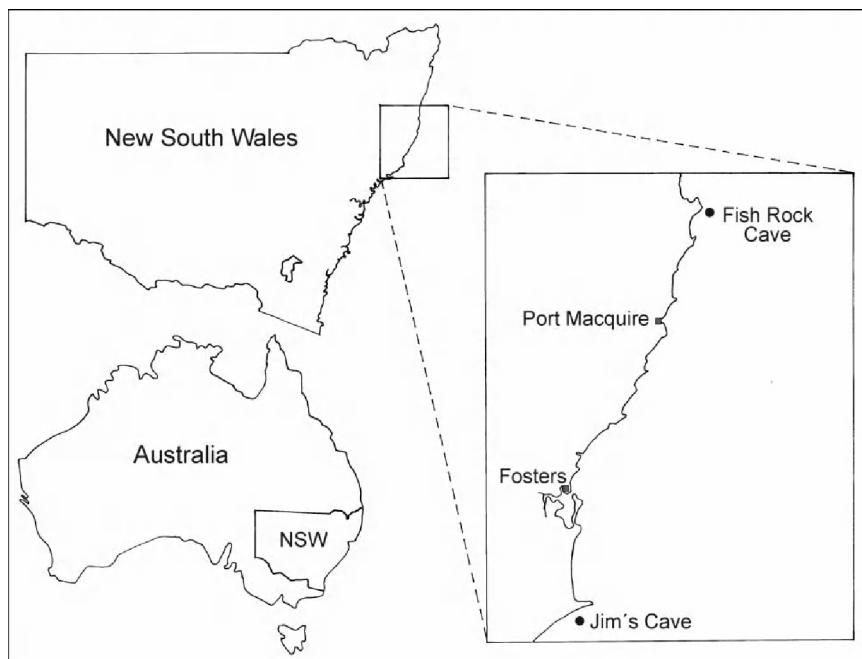 New South Wales
Fish Rock
Cave
Port Macquire
Australia
Fosters
NSW
Jim´s Cave